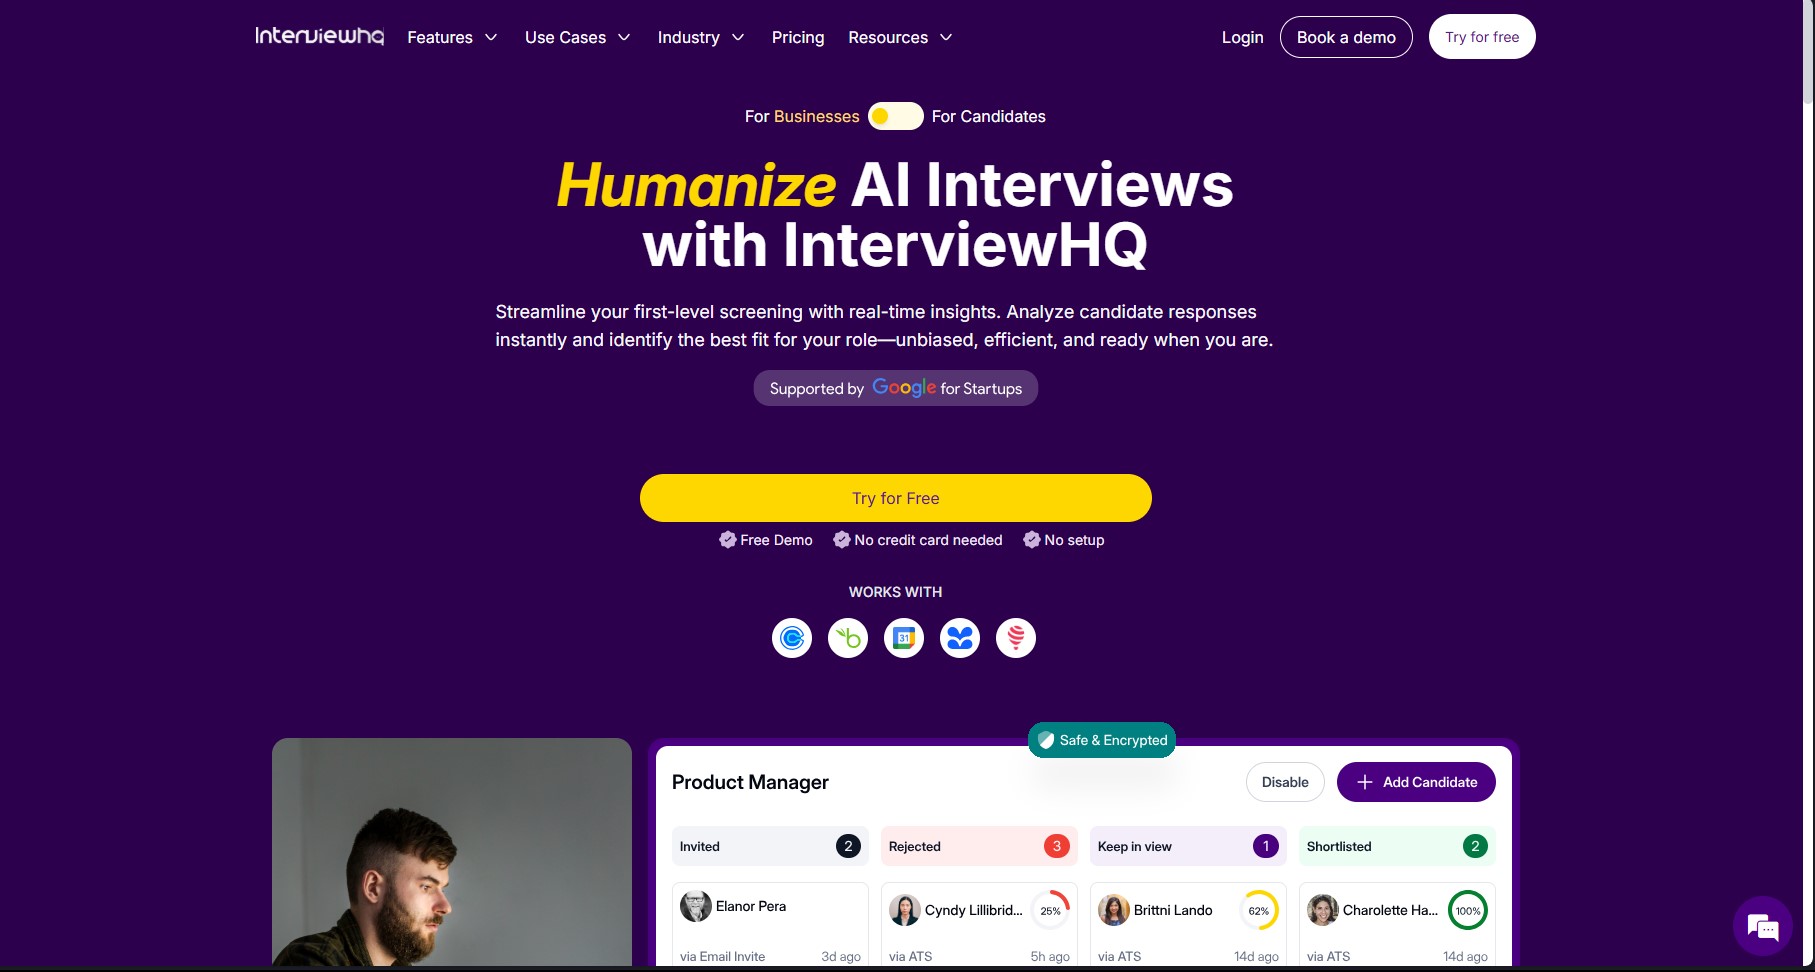 Interviewhq
Features
Use Cases
Industry
Pricing
Resources
Login
Book a demo
Try for free
For Businesses
For Candidates
Humanize AI Interviews
with InterviewHQ
Streamline your first-level screening with real-time insights. Analyze candidate responses
instantly and identify the best fit for your role—unbiased, efficient, and ready when you are.
Supported by Google for Startups
Try for Free
Free Demo
No credit card needed
No setup
WORKS WITH
31
Safe & Encrypted
Product Manager
Disable
Add Candidate
Invited 2
Rejected 3
Keep in view 1
Shortlisted 2
Elanor Pera
Cyndy Lillibrid... 25%
Brittni Lando 62%
Charolette Ha... 100%
via Email Invite 3d ago
via ATS 5h ago
via ATS 14d ago
via ATS 14d ago